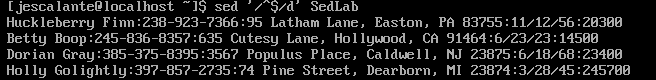 [jescalante@localhost ~]$ sed '/^$/d' SedLab
Huckleberry Finn:238-923-7366:95 Latham Lane, Easton, PA 83755:11/12/56:20300
Betty Boop:245-836-8357:635 Cutesy Lane, Hollywood, CA 91464:6/23/23:14500
Dorian Gray:385-375-8395:3567 Populus Place, Caldwell, NJ 23875:6/18/68:23400
Holly Golightly:397-857-2735:74 Pine Street, Dearborn, MI 23874:3/28/45:245700